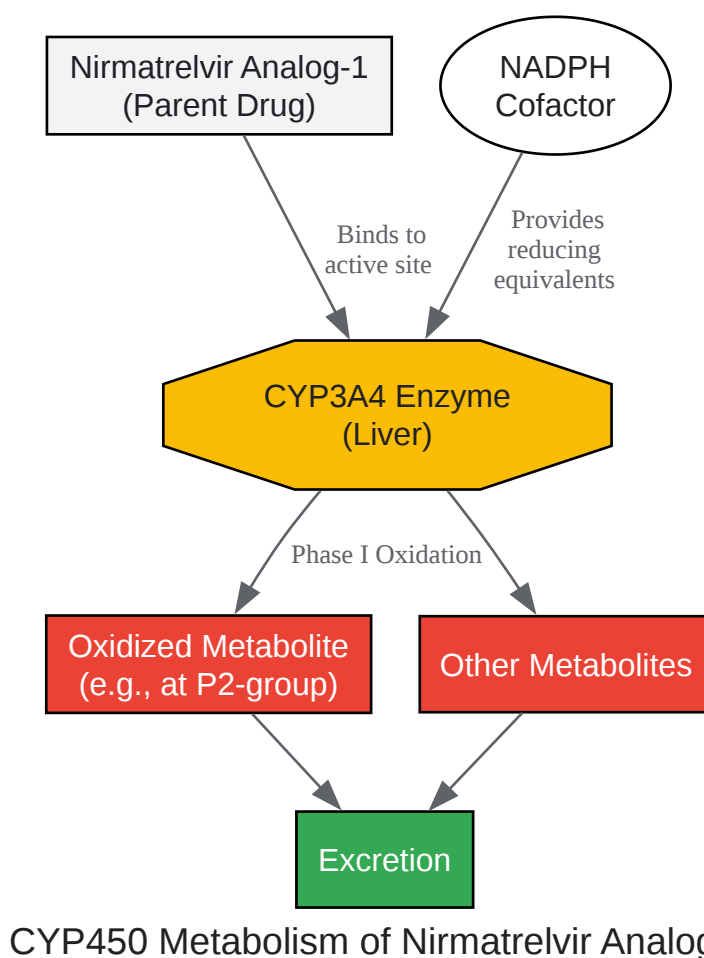 Nirmatrelvir Analog-1
(Parent Drug)
NADPH
Cofactor
Binds to
active site
Provides
reducing
equivalents
CYP3A4 Enzyme
(Liver)
Phase I Oxidation
Oxidized Metabolite
(e.g., at P2-group)
Other Metabolites
Excretion
CYP450 Metabolism of Nirmatrelvir Analog